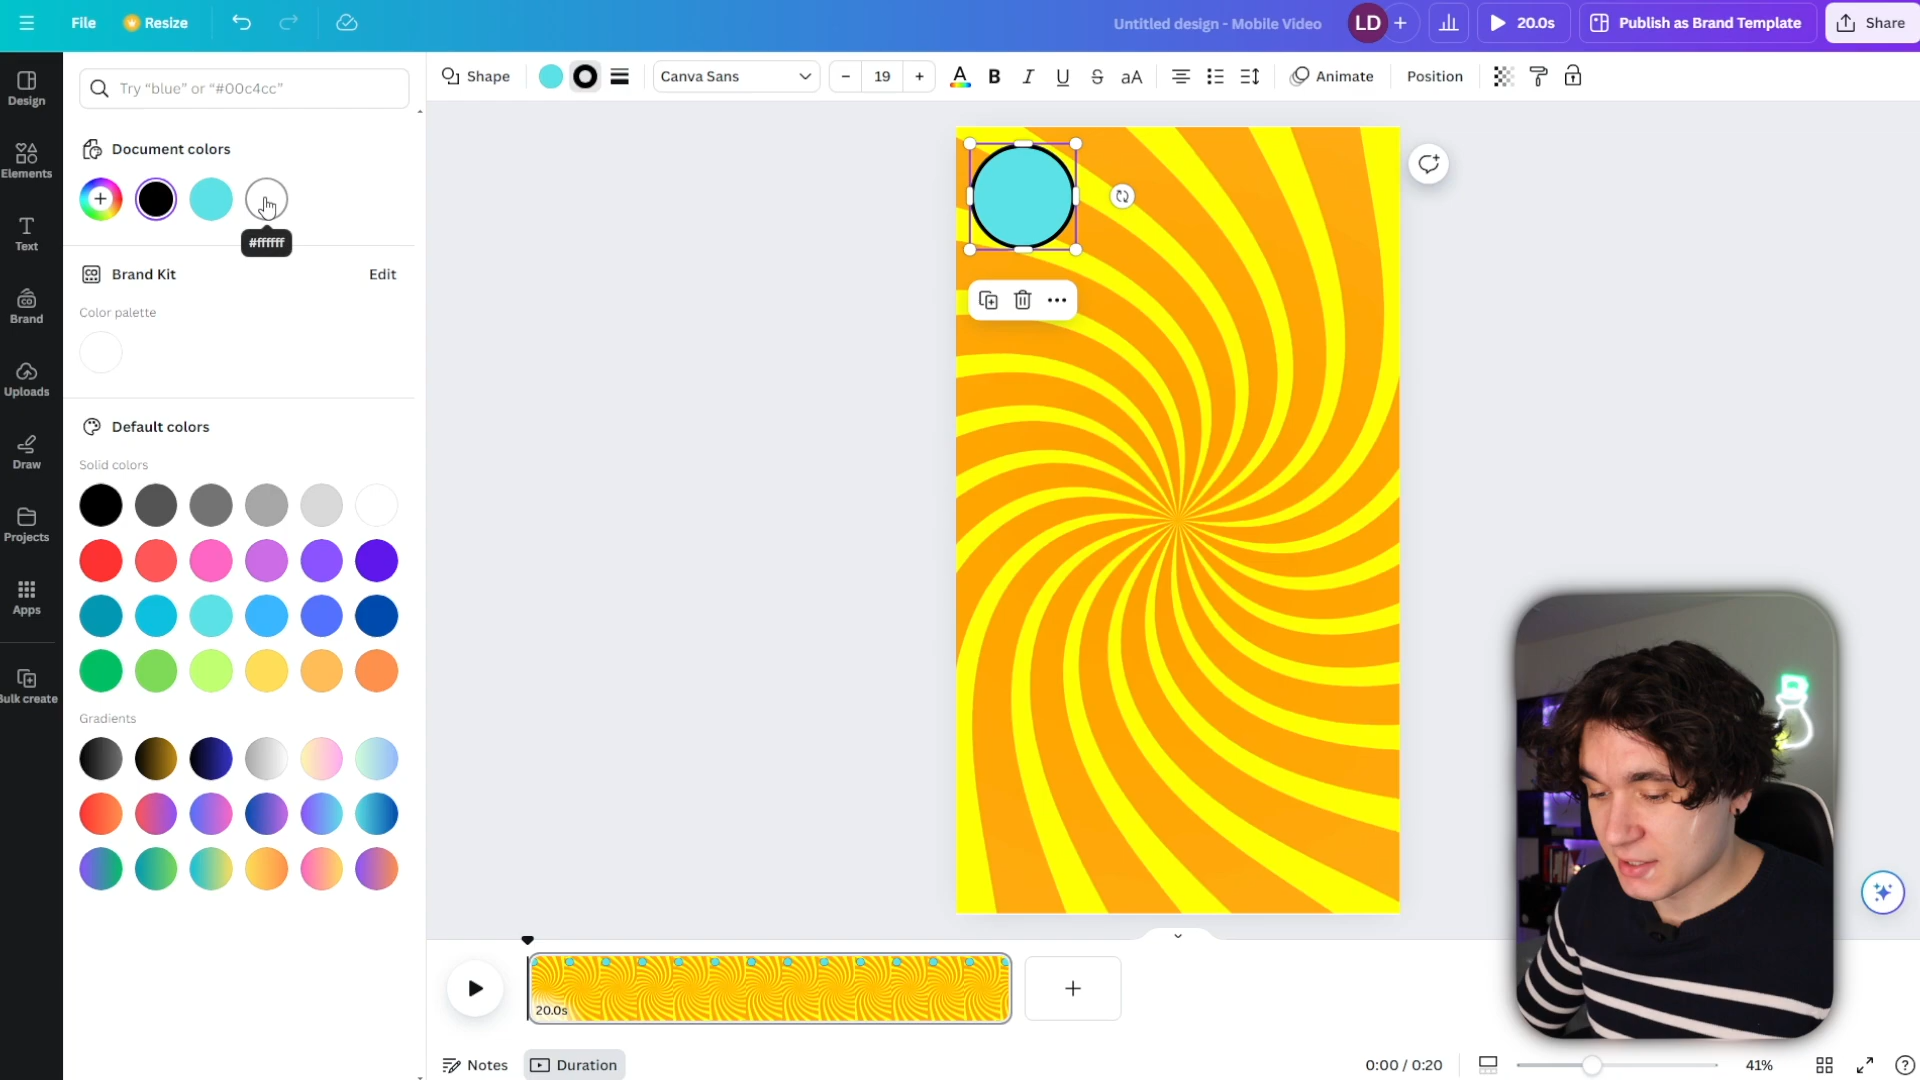 File
Resize
Untitled design - Mobile Video
LD
+
20.0s
Publish as Brand Template
Share
Design
Elements
Text
Brand
Uploads
Draw
Projects
Apps
Bulk create
Try “blue” or “#00c4cc”
Document colors
#ffffff
Brand Kit
Edit
Color palette
Default colors
Solid colors
Gradients
Shape
Canva Sans
– 19 +
A B I U S aA
Animate
Position
20.0s
+
Notes
Duration
0:00 / 0:20
41%
?